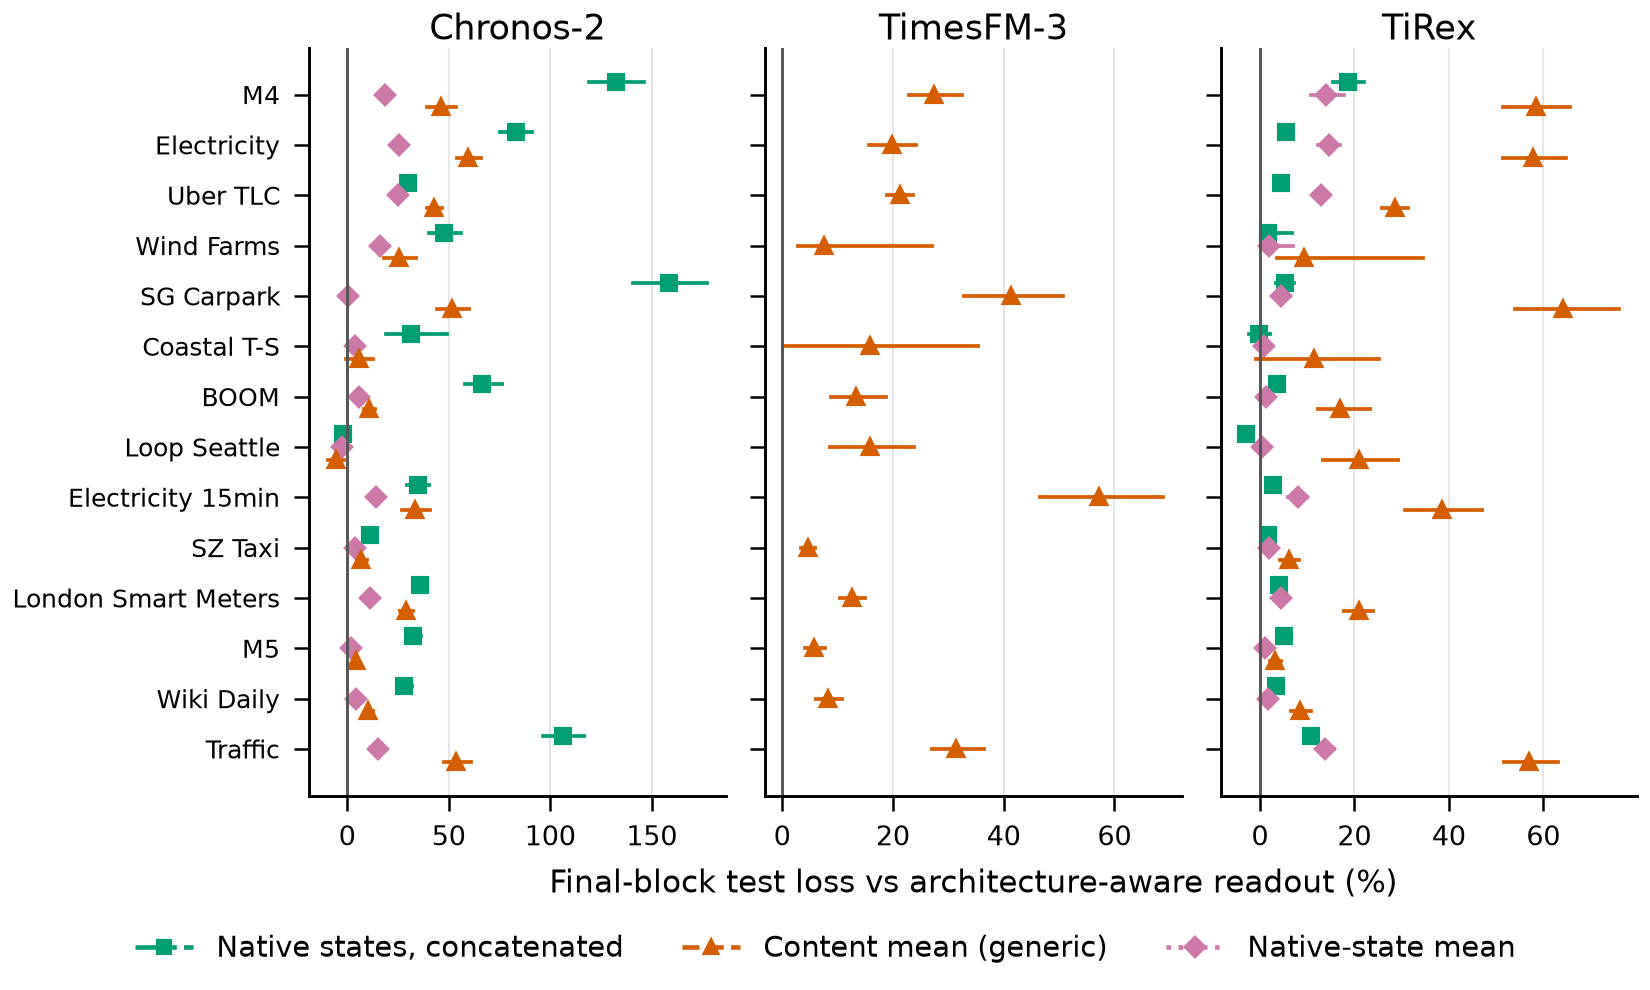 Chronos-2
TimesFM-3
TiRex
M4
Electricity
Uber TLC
Wind Farms
SG Carpark
Coastal T-S
BOOM
Loop Seattle
Electricity 15min
SZ Taxi
London Smart Meters
M5
Wiki Daily
Traffic
0 50 100 150
0 20 40 60
0 20 40 60
Final-block test loss vs architecture-aware readout (%)
Native states, concatenated
Content mean (generic)
Native-state mean